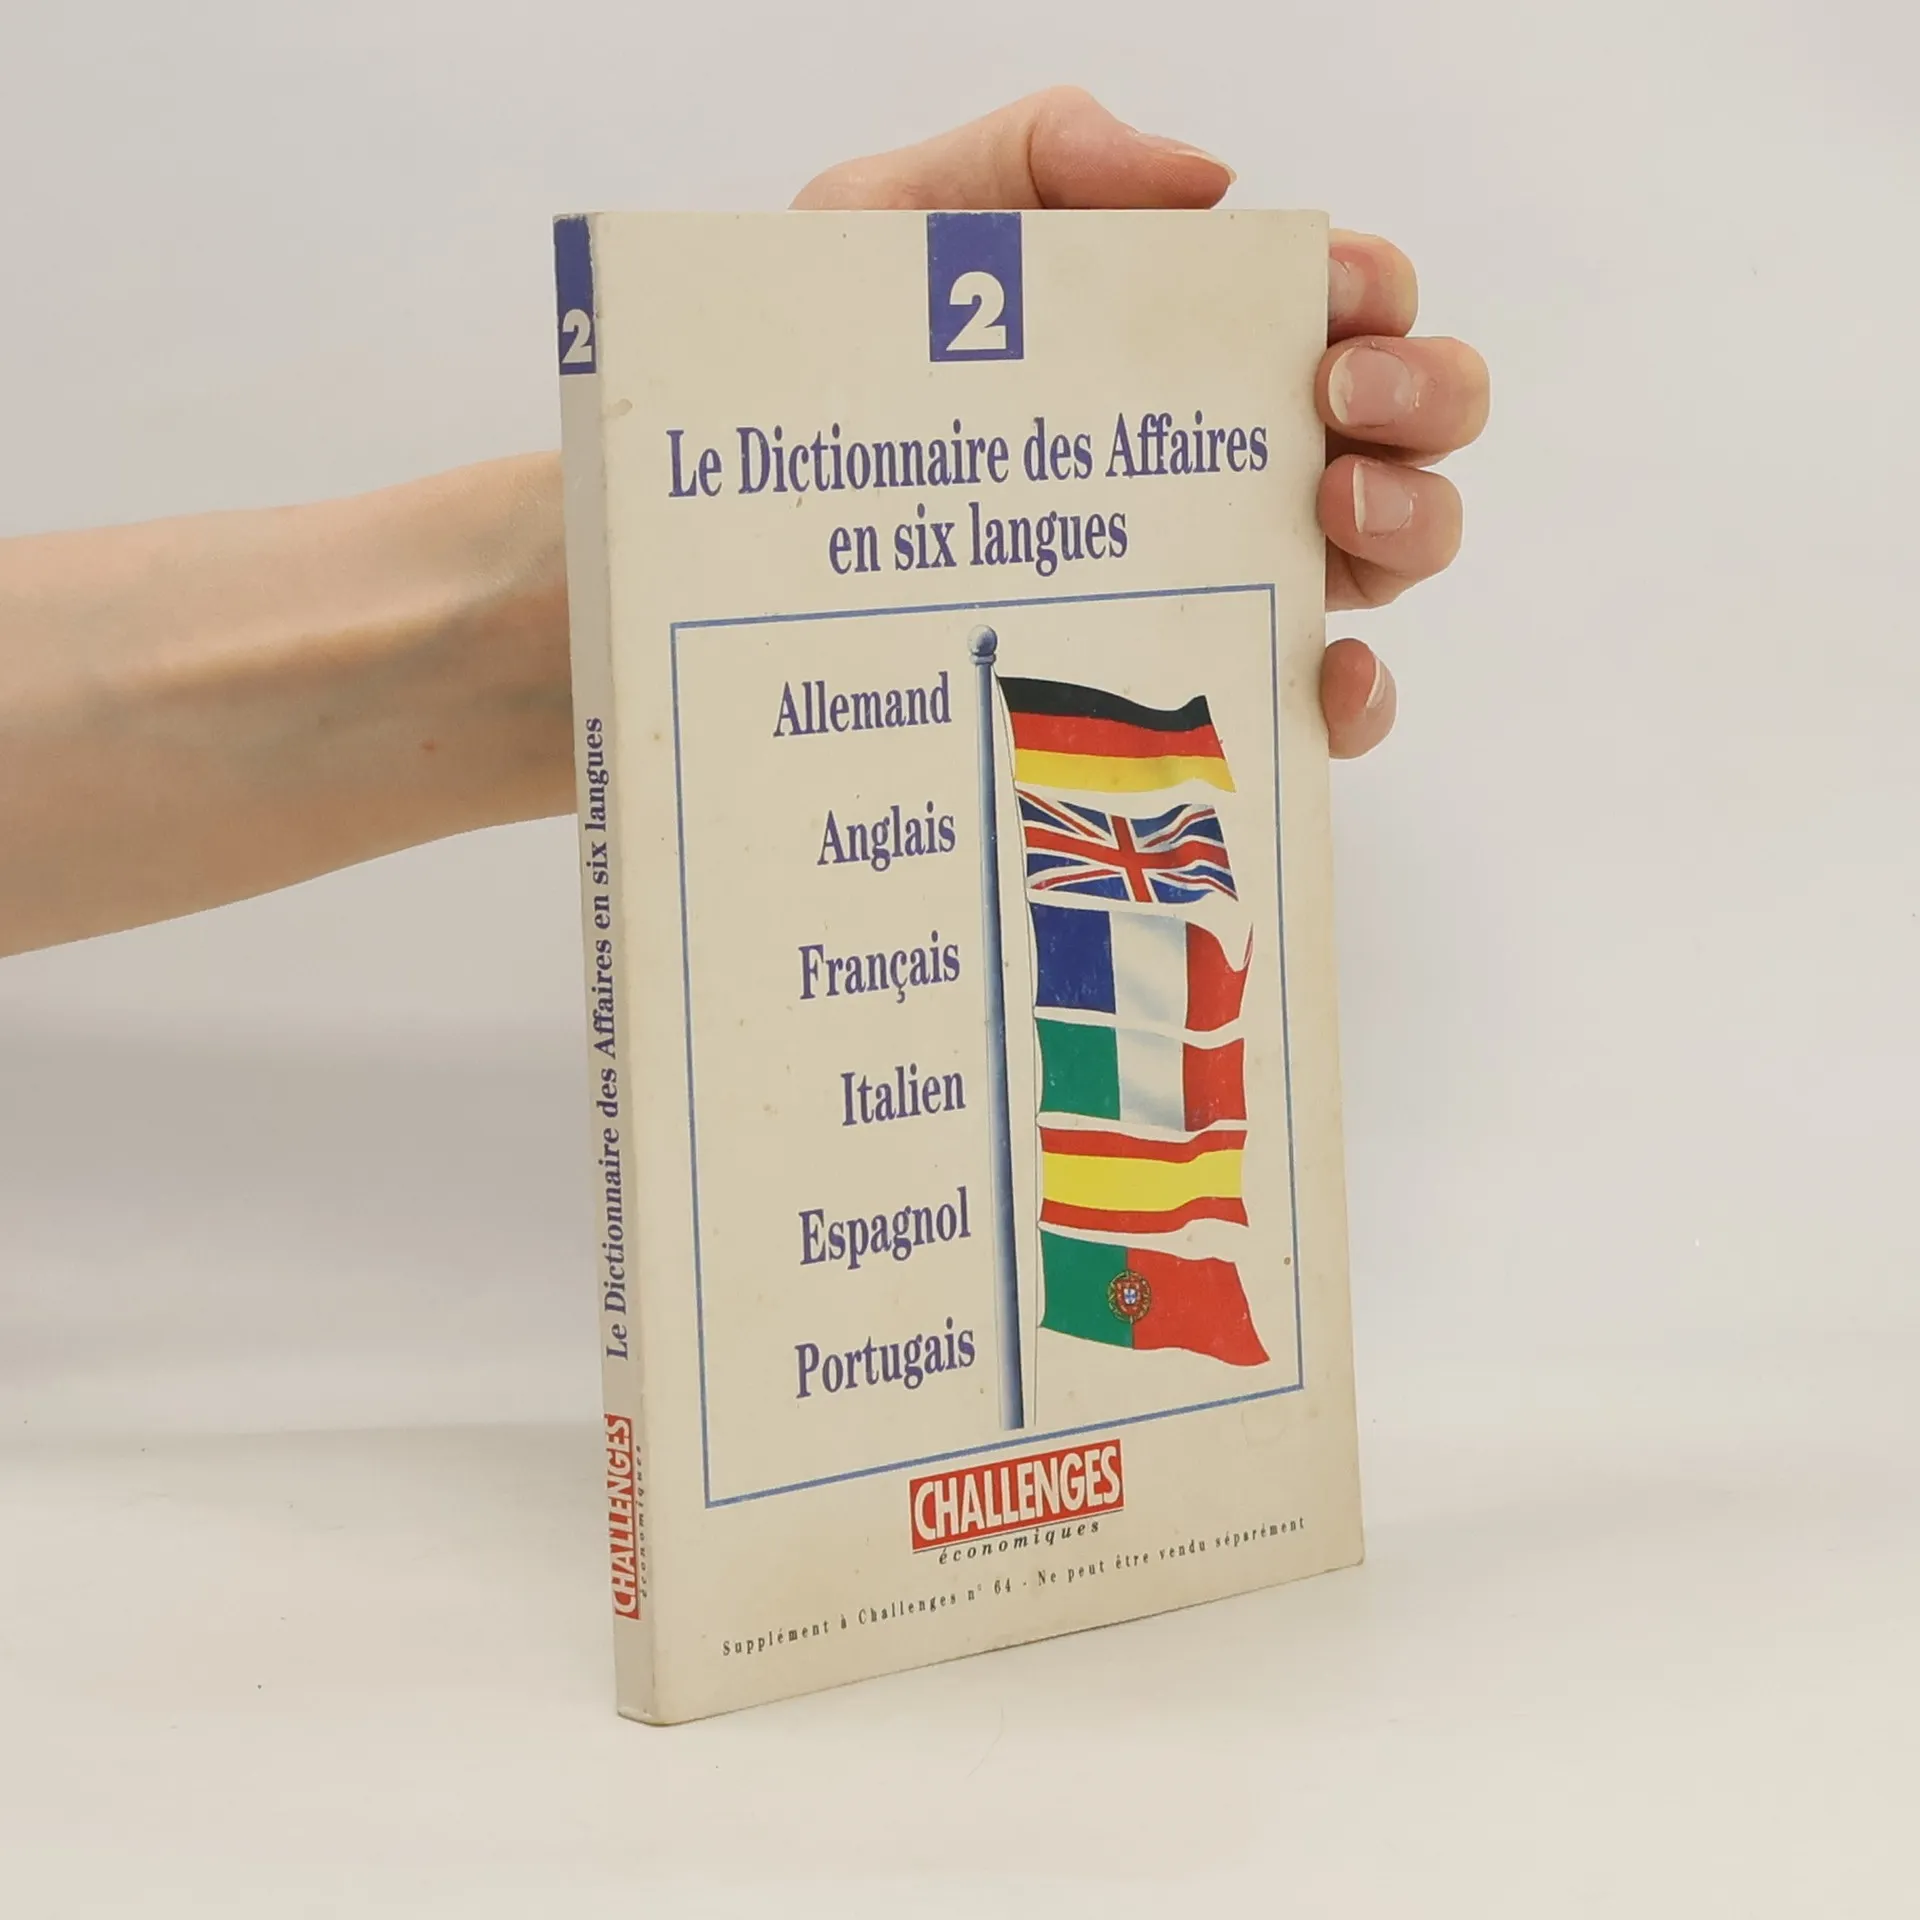 2
Le Dictionnaire des Affaires en six langues
CHALLENGES
économiques
2
Le Dictionnaire des Affaires
en six langues
Allemand
Anglais
Français
Italien
Espagnol
Portugais
CHALLENGES
économiques
Supplément à Challenges n° 64 - Ne peut être vendu séparément